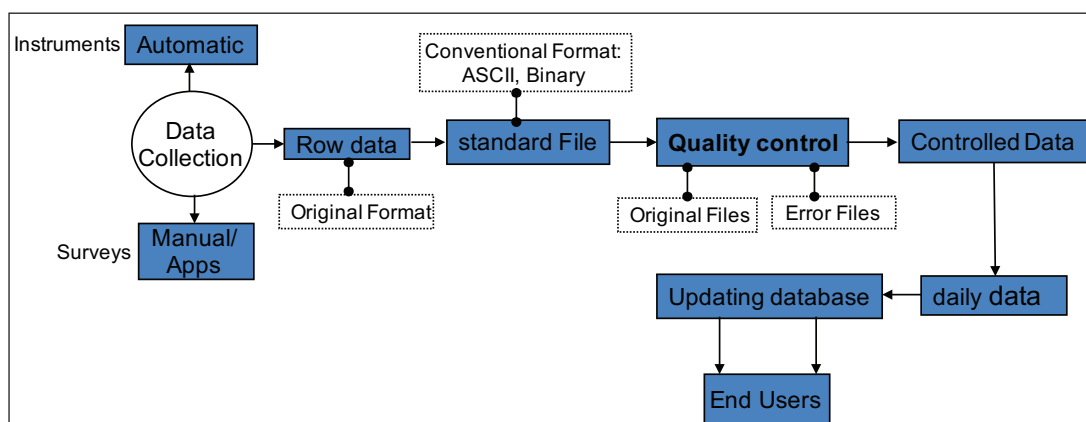 Instruments
Automatic
Conventional Format:
ASCII, Binary
Data
Collection
Row data
standard File
Quality control
Controlled Data
Original Format
Original Files
Error Files
Surveys
Manual/
Apps
Updating database
daily data
End Users